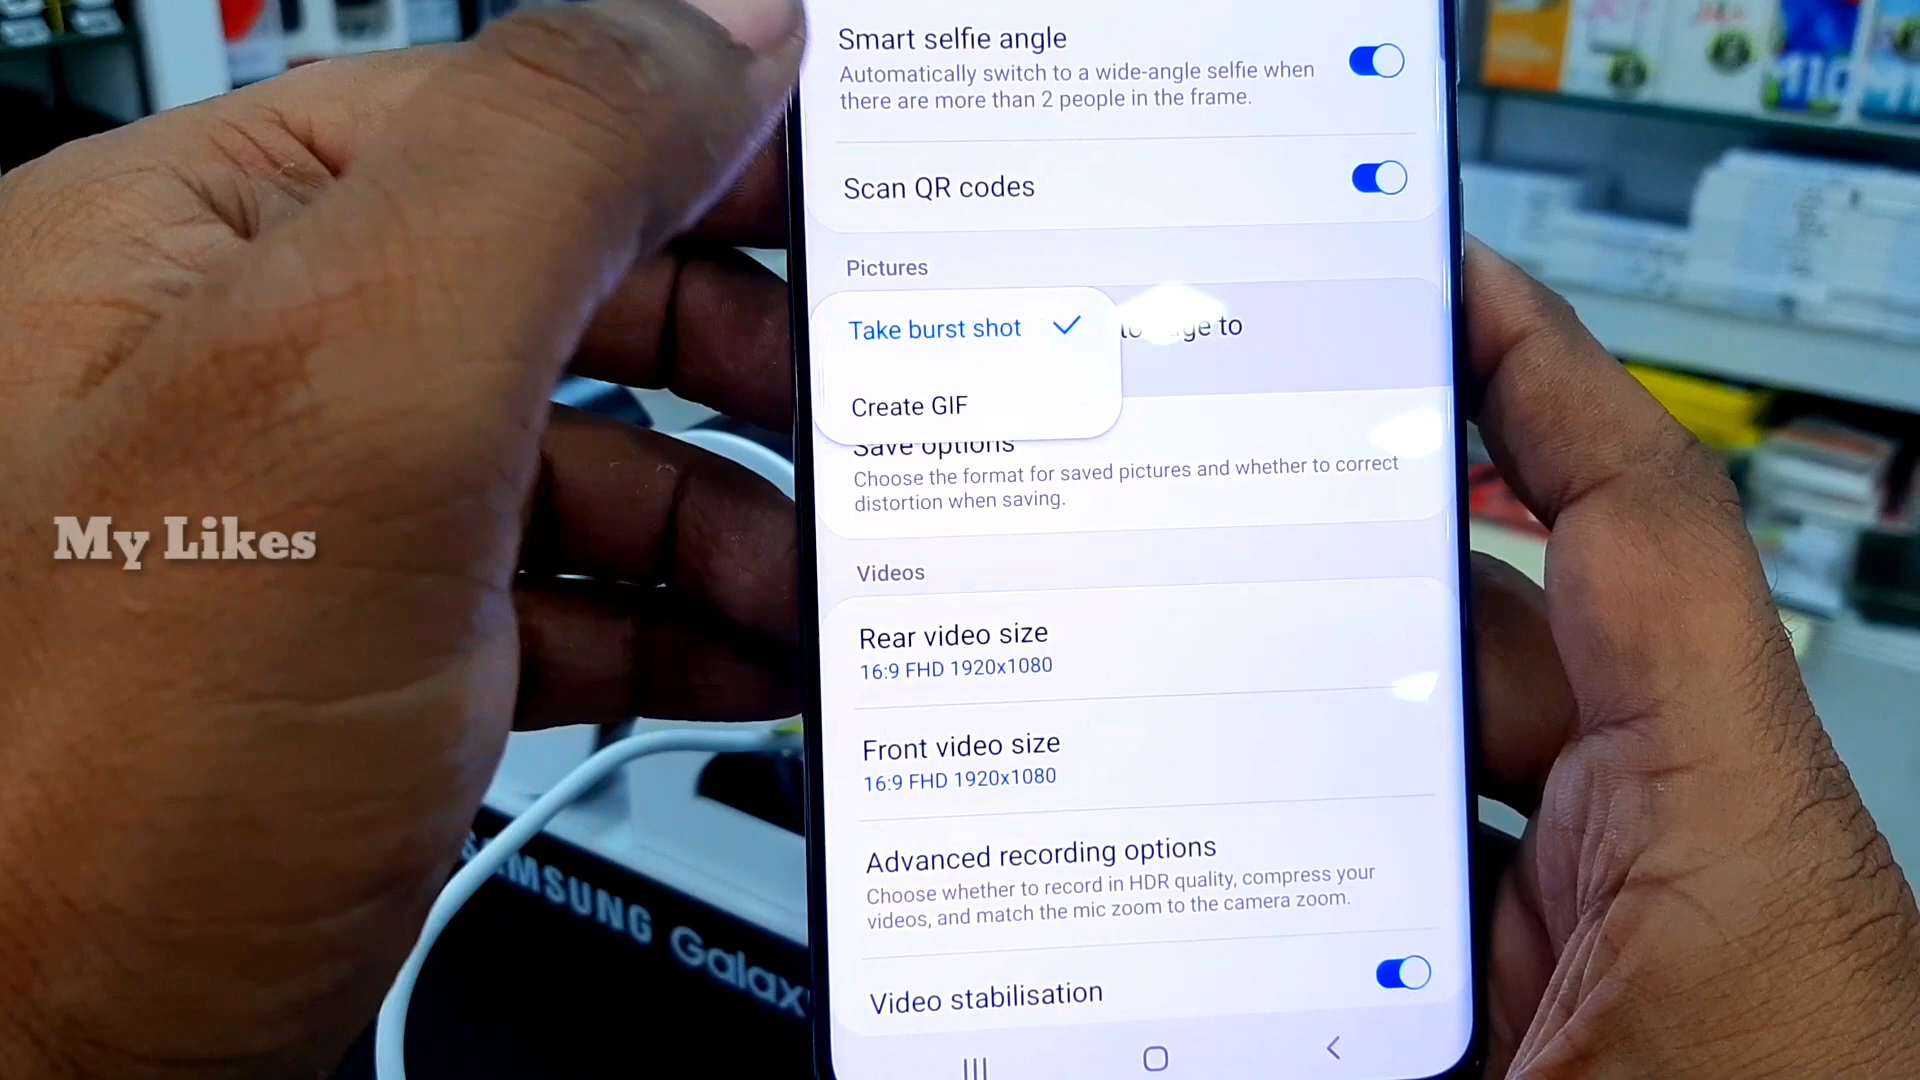 Smart selfie angle
Automatically switch to a wide-angle selfie when
there are more than 2 people in the frame.
Scan QR codes
Pictures
Take burst shot
to
Create GIF
Save options
Choose the format for saved pictures and whether to correct
distortion when saving.
Videos
Rear video size
16:9 FHD 1920x1080
Front video size
16:9 FHD 1920x1080
Advanced recording options
Choose whether to record in HDR quality, compress your
videos, and match the mic zoom to the camera zoom.
Video stabilisation
My Likes
SAMSUNG Galaxy